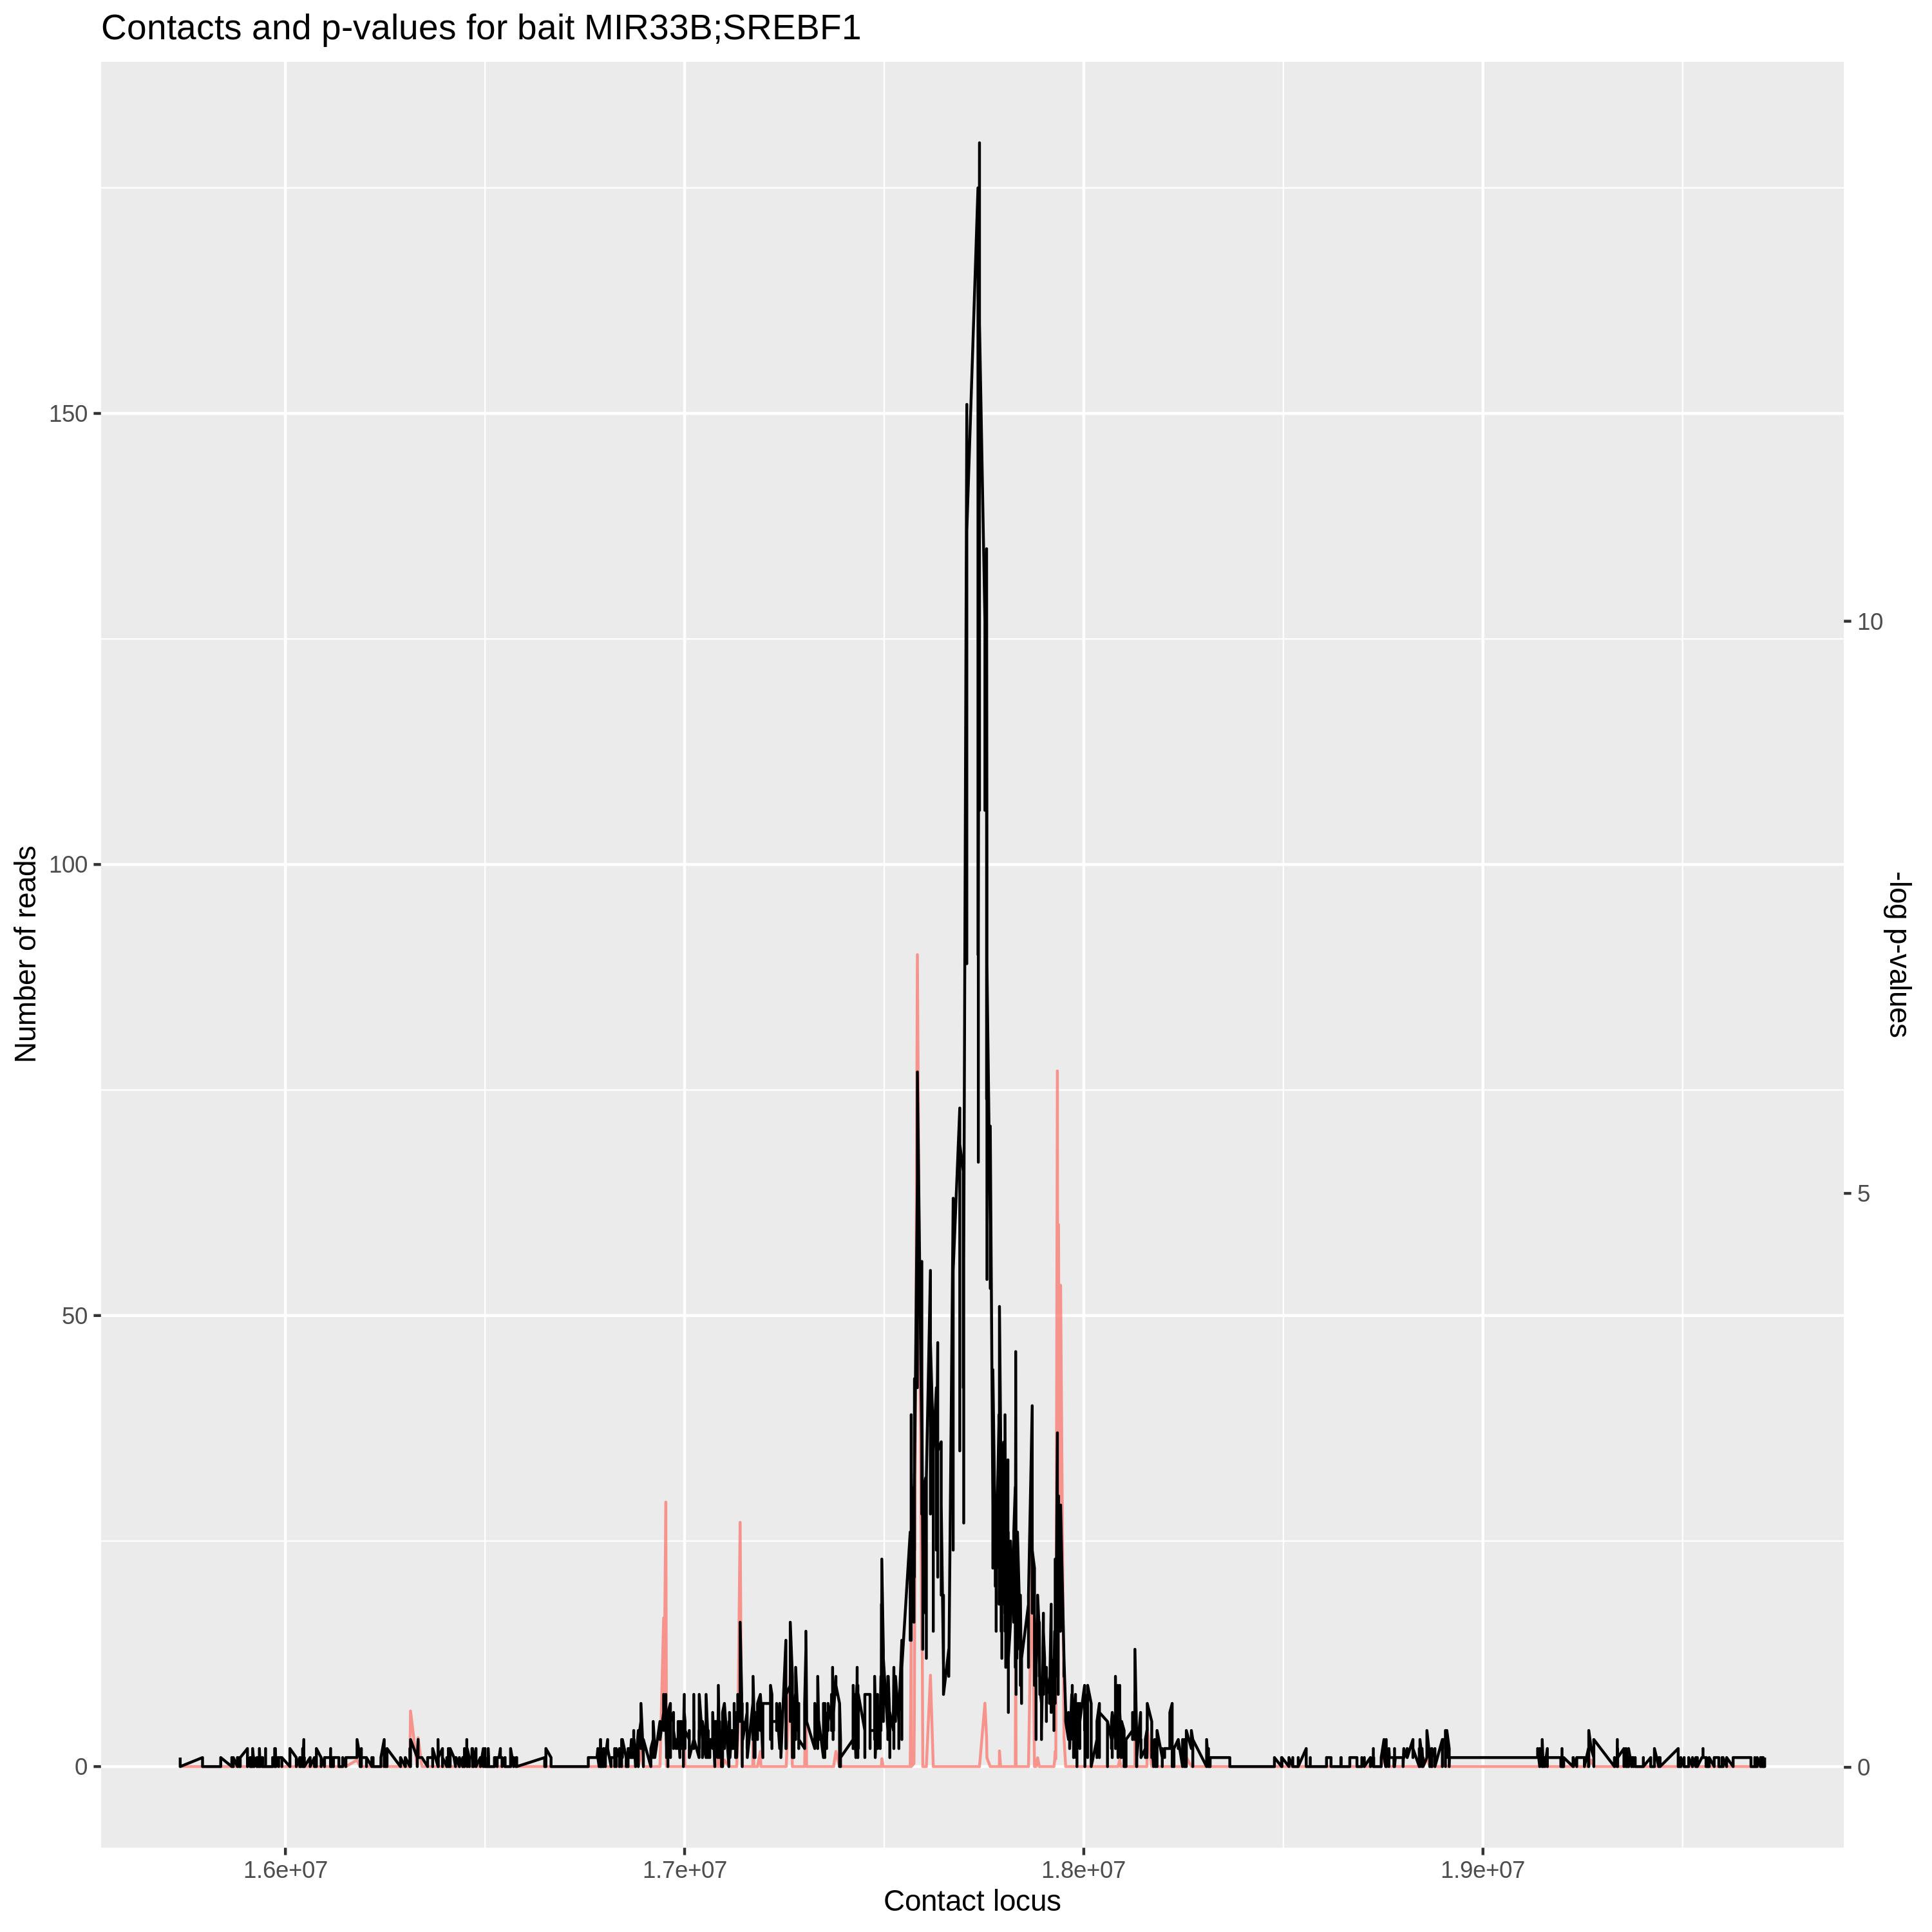 Contacts and p-values for bait MIR33B;SREBF1
150
100
50
0
Number of reads
10
5
0
-log p-values
1.6e+07
1.7e+07
1.8e+07
1.9e+07
Contact locus